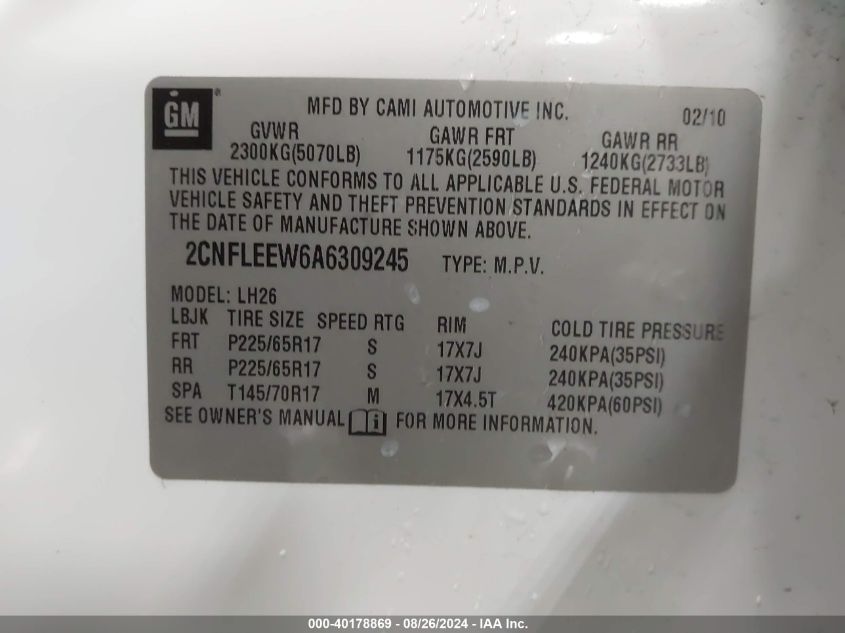 GM®
MFD BY CAMI AUTOMOTIVE INC. 02/10
GVWR GAWR FRT GAWR RR
2300KG(5070LB) 1175KG(2590LB) 1240KG(2733LB)
THIS VEHICLE CONFORMS TO ALL APPLICABLE U.S. FEDERAL MOTOR
VEHICLE SAFETY AND THEFT PREVENTION STANDARDS IN EFFECT ON
THE DATE OF MANUFACTURE SHOWN ABOVE.
2CNFLEEW6A6309245 TYPE: M.P.V.
MODEL: LH26
LBJK TIRE SIZE SPEED RTG RIM COLD TIRE PRESSURE
FRT P225/65R17 S 17X7J 240KPA(35PSI)
RR P225/65R17 S 17X7J 240KPA(35PSI)
SPA T145/70R17 M 17X4.5T 420KPA(60PSI)
SEE OWNER'S MANUAL i FOR MORE INFORMATION.
000-40178869 - 08/26/2024 - IAA Inc.